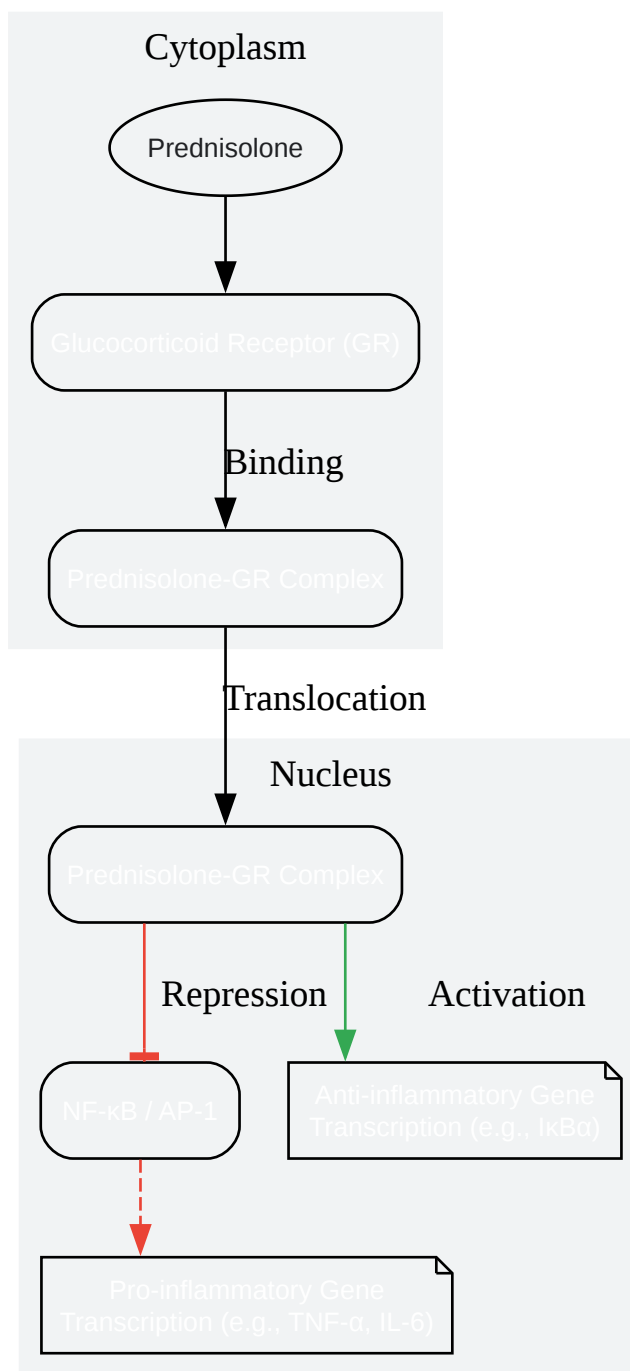 Cytoplasm
Prednisolone
Glucocorticoid Receptor (GR)
Binding
Prednisolone-GR Complex
Translocation
Nucleus
Prednisolone-GR Complex
Repression
Activation
NF-κB / AP-1
Anti-inflammatory Gene
Transcription (e.g., IκBα)
Pro-inflammatory Gene
Transcription (e.g., TNF-α, IL-6)